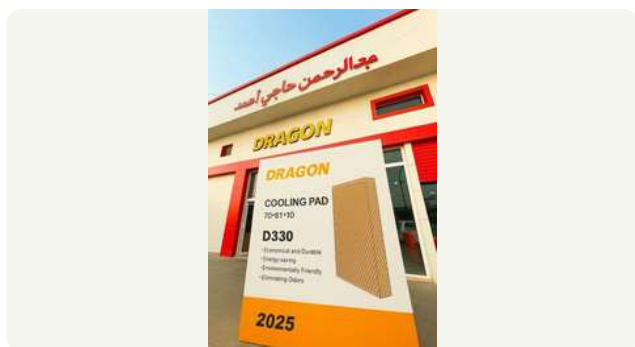 عبدالرحمن حاجي أحمد
DRAGON
DRAGON
COOLING PAD
70*61*10
D330
-Economical and Durable
-Energy saving
-Environmentally Friendly
-Eliminating Odors
2025